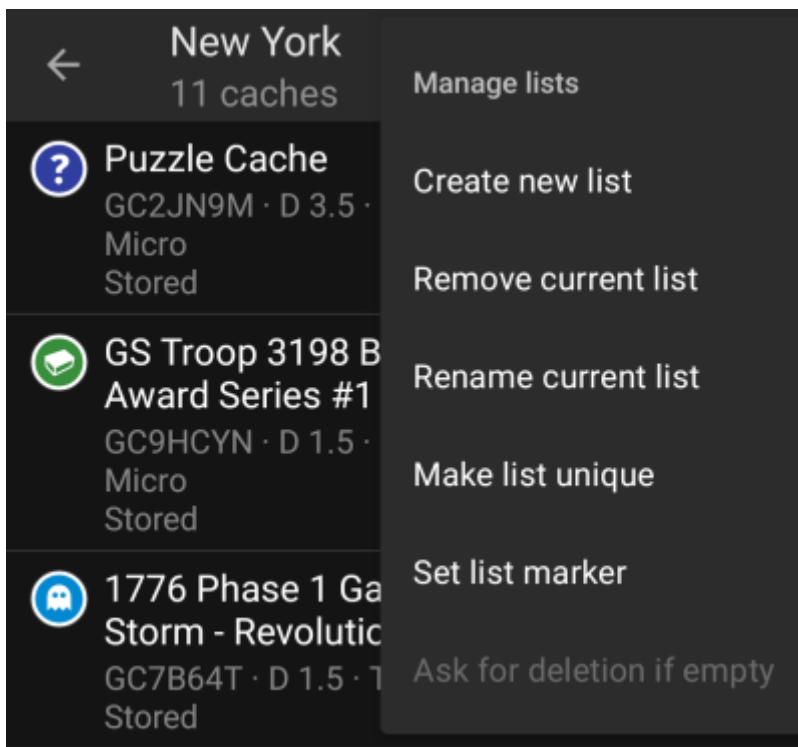 New York
11 caches
Puzzle Cache
GC2JN9M · D 3.5 ·
Micro
Stored
GS Troop 3198 B
Award Series #1
GC9HCYN · D 1.5 ·
Micro
Stored
1776 Phase 1 Ga
Storm - Revolutic
GC7B64T · D 1.5 · T
Stored
Manage lists
Create new list
Remove current list
Rename current list
Make list unique
Set list marker
Ask for deletion if empty